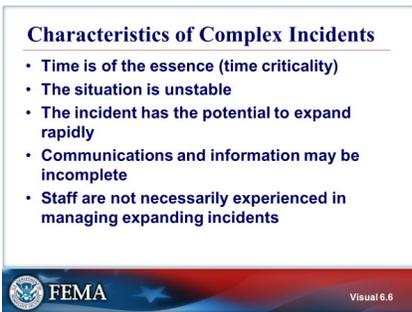 Characteristics of Complex Incidents
• Time is of the essence (time criticality)
• The situation is unstable
• The incident has the potential to expand
rapidly
• Communications and information may be
incomplete
• Staff are not necessarily experienced in
managing expanding incidents
FEMA
Visual 6.6